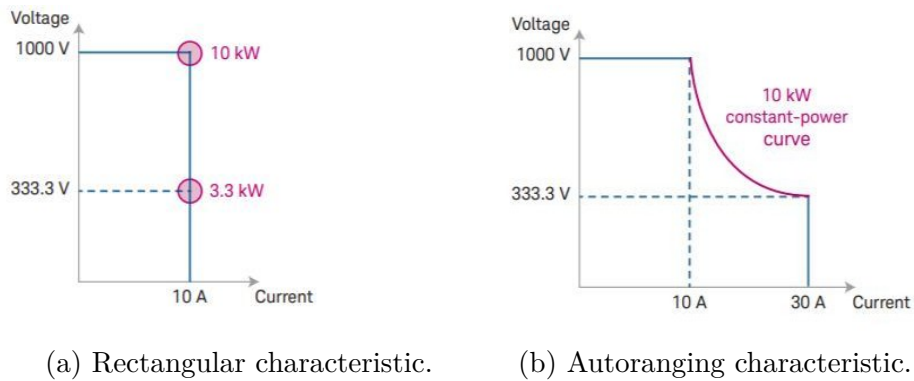 Voltage
1000 V
10 kW
333.3 V
3.3 kW
10 A
Current
(a) Rectangular characteristic.
Voltage
1000 V
10 kW
constant-power
curve
333.3 V
10 A
30 A
Current
(b) Autoranging characteristic.